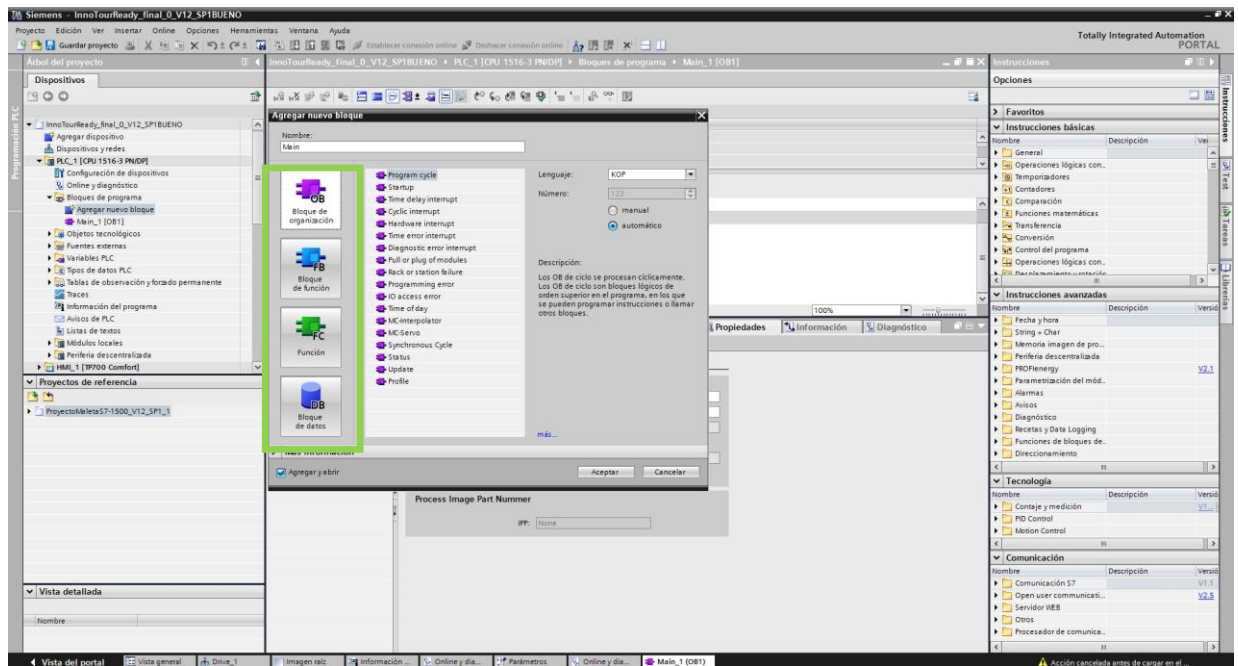 Siemens - InnoTourReady_final_0_V12_SP1BUENO
Proyecto Edición Ver Insertar Online Opciones Herramientas Ventana Ayuda
Totally Integrated Automation
PORTAL
Guardar proyecto
Establecer conexión online
Deshacer conexión online
Árbol del proyecto
Dispositivos
Programación PLC
InnoTourReady_final_0_V12_SP1BUENO
Agregar dispositivo
Dispositivos y redes
PLC_1 [CPU 1516-3 PN/DP]
Configuración de dispositivos
Online y diagnóstico
Bloques de programa
Agregar nuevo bloque
Main_1 [OB1]
Objetos tecnológicos
Fuentes externas
Variables PLC
Tipos de datos PLC
Tablas de observación y forzado permanente
Traces
Información del programa
Avisos de PLC
Listas de textos
Módulos locales
Periferia descentralizada
HMI_1 [TP700 Comfort]
Proyectos de referencia
ProyectoMaletaS7-1500_V12_SP1_1
Vista detallada
Nombre
InnoTourReady_final_0_V12_SP1BUENO ▸ PLC_1 [CPU 1516-3 PN/DP] ▸ Bloques de programa ▸ Main_1 [OB1]
Agregar nuevo bloque
Nombre:
Main
OB
Bloque de
organización
FB
Bloque
de función
FC
Función
DB
Bloque
de datos
Program cycle
Startup
Time delay interrupt
Cyclic interrupt
Hardware interrupt
Time error interrupt
Diagnostic error interrupt
Pull or plug of modules
Rack or station failure
Programming error
IO access error
Time of day
MC-Interpolator
MC-Servo
Synchronous Cycle
Status
Update
Profile
Lenguaje: KOP
Número: 123
manual
automático
Descripción:
Los OB de ciclo se procesan cíclicamente.
Los OB de ciclo son bloques lógicos de
orden superior en el programa, en los que
se pueden programar instrucciones o llamar
otros bloques.
más...
Más información
Agregar y abrir
Aceptar
Cancelar
100%
Propiedades
Información
Diagnóstico
Process Image Part Nummer
IPP: None
Instrucciones
Opciones
Favoritos
Instrucciones básicas
Nombre Descripción Ver
General
Operaciones lógicas con..
Temporizadores
Contadores
Comparación
Funciones matemáticas
Transferencia
Conversión
Control del programa
Operaciones lógicas con..
Desplazamiento y rotación
Instrucciones avanzadas
Nombre Descripción Versió
Fecha y hora
String + Char
Memoria imagen de pro...
Periferia descentralizada
PROFIenergy V2.1
Parametrización del mód..
Alarmas
Avisos
Diagnóstico
Recetas y Data Logging
Funciones de bloques de..
Direccionamiento
Tecnología
Nombre Descripción Versió
Contaje y medición V1...
PID Control
Motion Control
Comunicación
Nombre Descripción Versió
Comunicación S7 V1.1
Open user communicati... V2.5
Servidor WEB
Otros
Procesador de comunica...
Instrucciones
Test
Tareas
Librerías
Vista del portal
Vista general
Drive_1
Imagen raíz
Información ...
Online y dia...
Parámetros
Online y dia...
Main_1 (OB1)
Acción cancelada antes de cargar en el ...